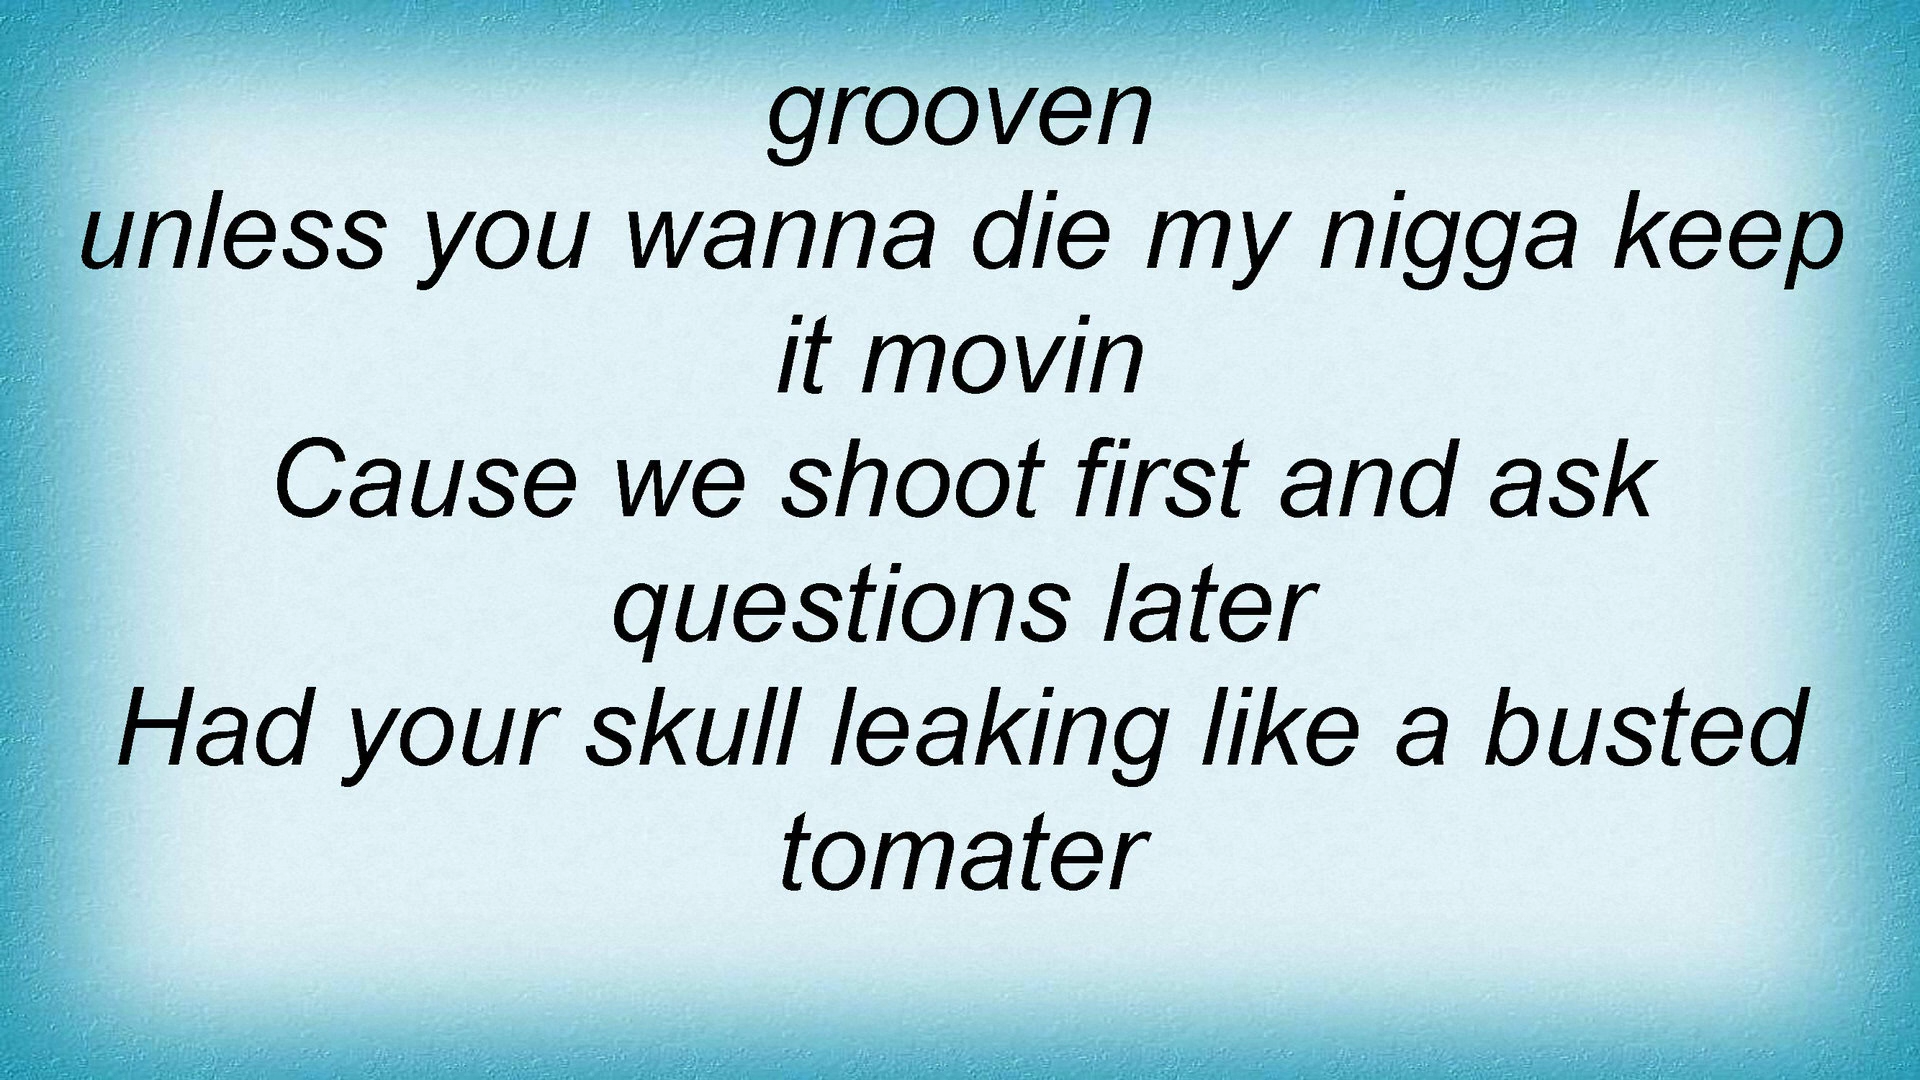 grooven
unless you wanna die my nigga keep
it movin
Cause we shoot first and ask
questions later
Had your skull leaking like a busted
tomater